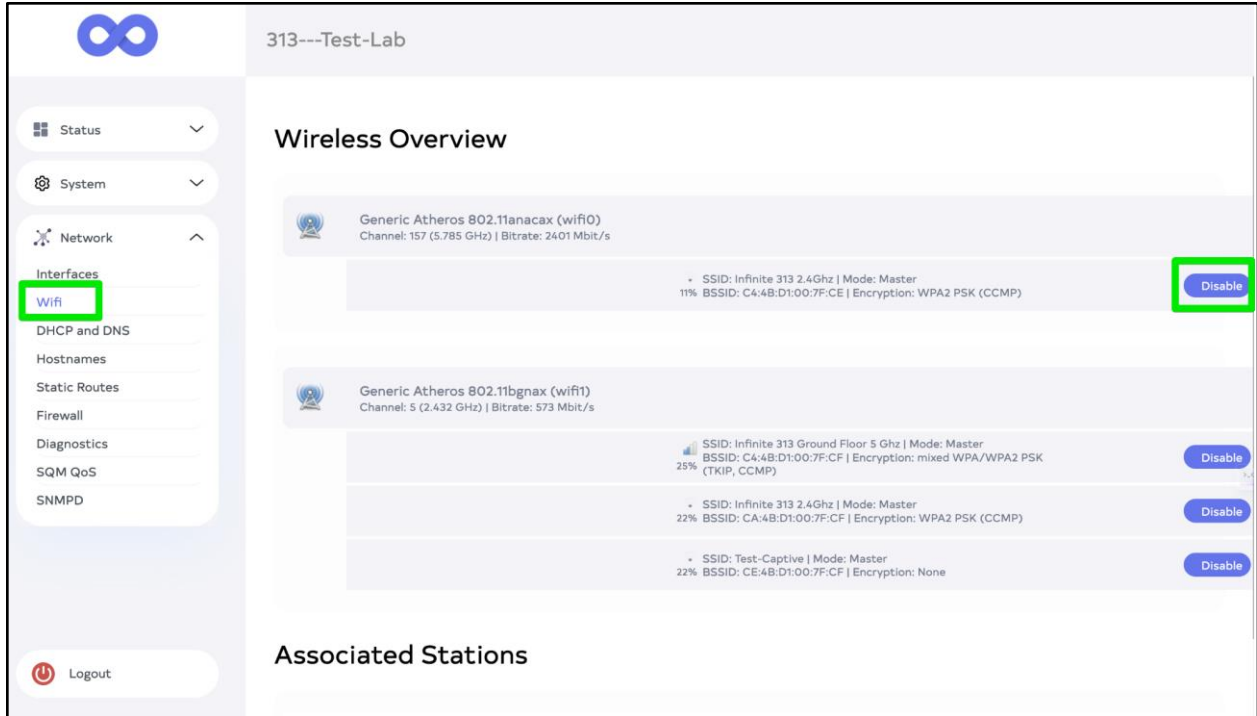 313---Test-Lab
Status
System
Network
Interfaces
Wifi
DHCP and DNS
Hostnames
Static Routes
Firewall
Diagnostics
SQM QoS
SNMPD
Logout
Wireless Overview
Generic Atheros 802.11anacax (wifi0)
Channel: 157 (5.785 GHz) | Bitrate: 2401 Mbit/s
SSID: Infinite 313 2.4Ghz | Mode: Master
11% BSSID: C4:4B:D1:00:7F:CE | Encryption: WPA2 PSK (CCMP)
Disable
Generic Atheros 802.11bgnax (wifi1)
Channel: 5 (2.432 GHz) | Bitrate: 573 Mbit/s
SSID: Infinite 313 Ground Floor 5 Ghz | Mode: Master
BSSID: C4:4B:D1:00:7F:CF | Encryption: mixed WPA/WPA2 PSK
25% (TKIP, CCMP)
Disable
SSID: Infinite 313 2.4Ghz | Mode: Master
22% BSSID: CA:4B:D1:00:7F:CF | Encryption: WPA2 PSK (CCMP)
Disable
SSID: Test-Captive | Mode: Master
22% BSSID: CE:4B:D1:00:7F:CF | Encryption: None
Disable
Associated Stations